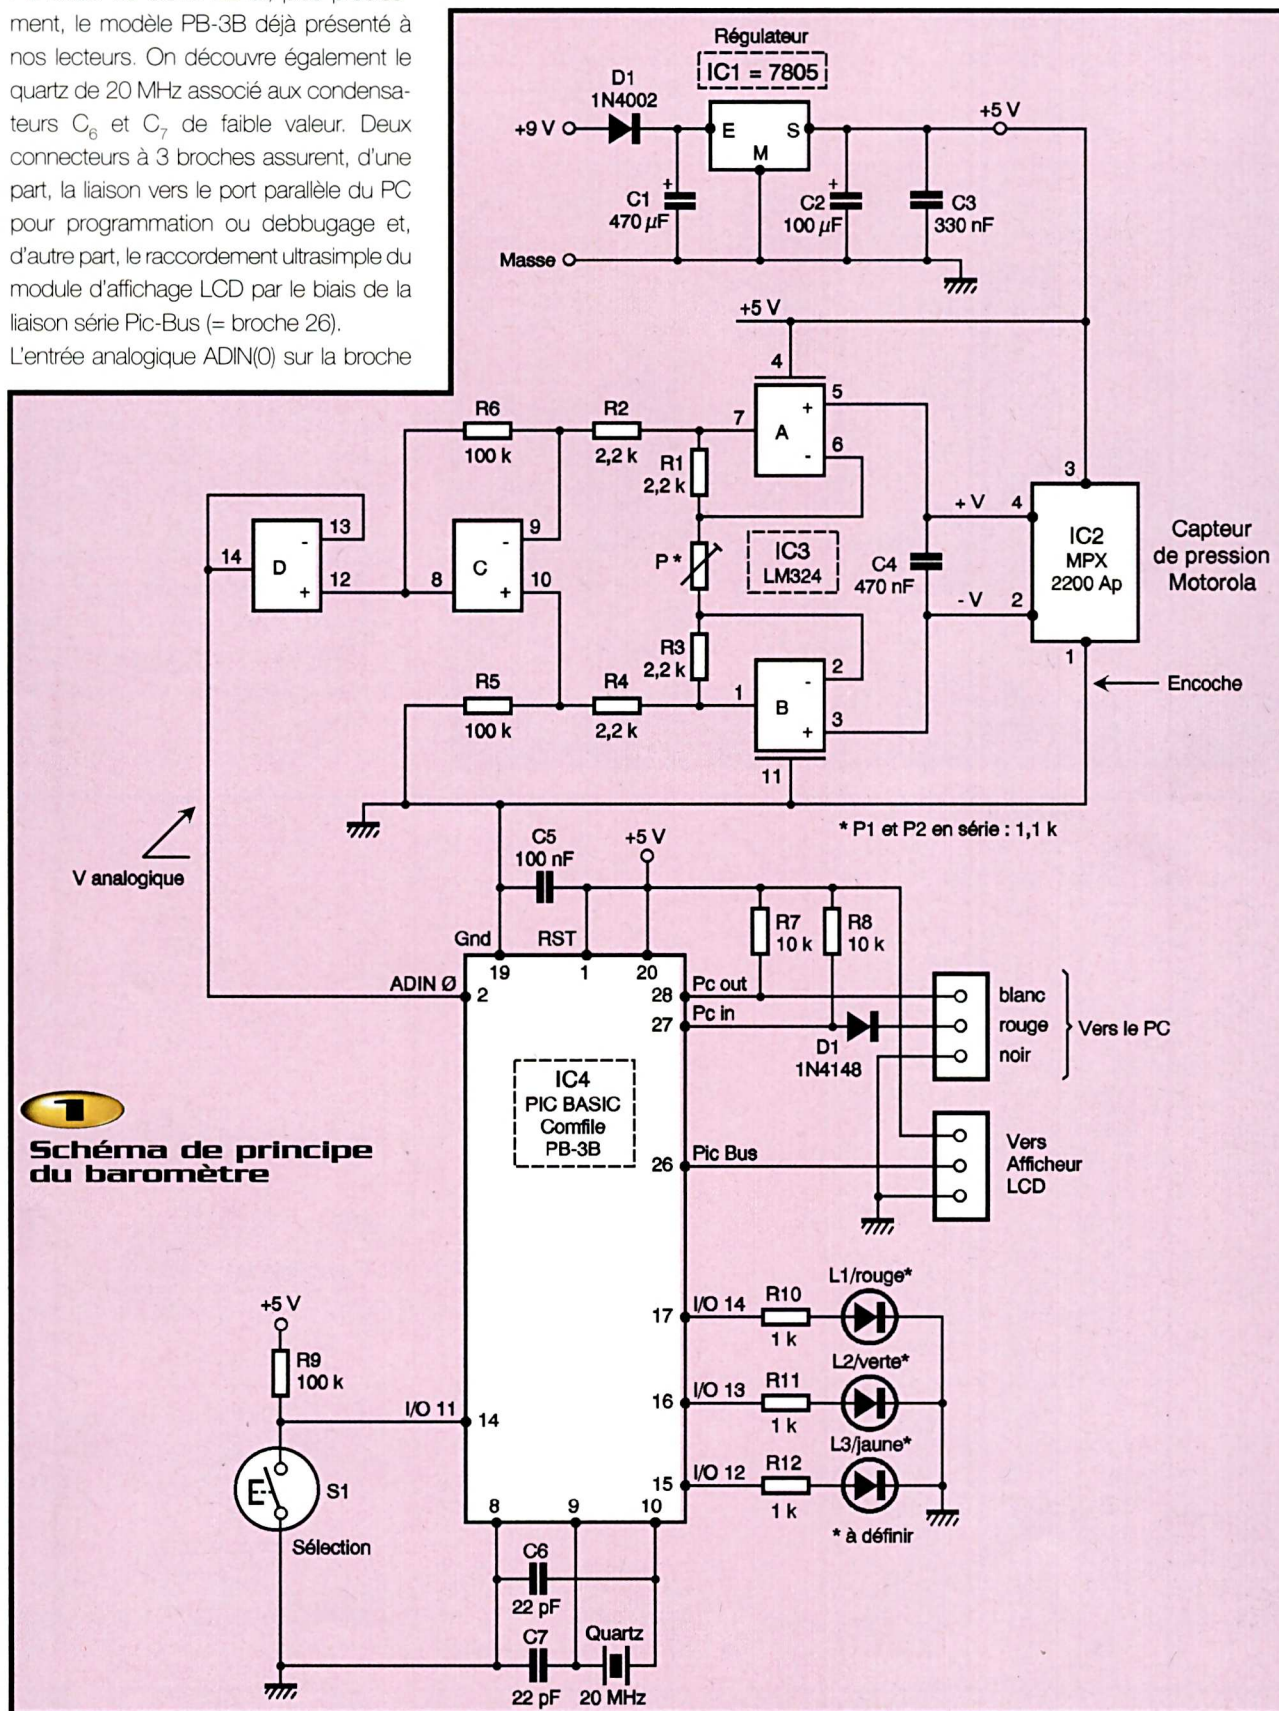 ment, le modèle PB-3B déjà présenté à
nos lecteurs. On découvre également le
quartz de 20 MHz associé aux condensa-
teurs C6 et C7 de faible valeur. Deux
connecteurs à 3 broches assurent, d'une
part, la liaison vers le port parallèle du PC
pour programmation ou debbugage et,
d'autre part, le raccordement ultrasimple du
module d'affichage LCD par le biais de la
liaison série Pic-Bus (= broche 26).
L'entrée analogique ADIN(0) sur la broche
Régulateur
IC1 = 7805
D1
1N4002
+9 V
E
S
M
+5 V
C1
470 µF
+
C2
100 µF
+
C3
330 nF
Masse
+5 V
4
R6
100 k
R2
2,2 k
7
A
+
-
5
6
R1
2,2 k
3
13
14
D
-
+
12
8
C
-
+
9
10
P *
IC3
LM324
C4
470 nF
+ V
4
- V
2
IC2
MPX
2200 Ap
1
Capteur
de pression
Motorola
Encoche
R3
2,2 k
R5
100 k
R4
2,2 k
1
B
-
+
2
3
11
* P1 et P2 en série : 1,1 k
V analogique
C5
100 nF
+5 V
Gnd
RST
19
1
20
R7
10 k
R8
10 k
ADIN Ø
2
28
Pc out
27
Pc in
D1
1N4148
blanc
rouge
noir
Vers le PC
IC4
PIC BASIC
Comfile
PB-3B
26
Pic Bus
Vers
Afficheur
LCD
1
Schéma de principe
du baromètre
L1/rouge*
17
I/O 14
R10
1 k
L2/verte*
16
I/O 13
R11
1 k
L3/jaune*
15
I/O 12
R12
1 k
* à définir
+5 V
R9
100 k
I/O 11
14
S1
Sélection
8
9
10
C6
22 pF
C7
22 pF
Quartz
20 MHz